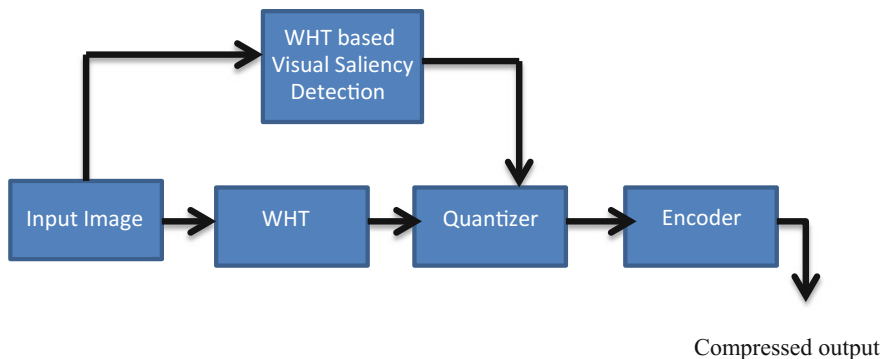 WHT based
Visual Saliency
Detection
Input Image
WHT
Quantizer
Encoder
Compressed output